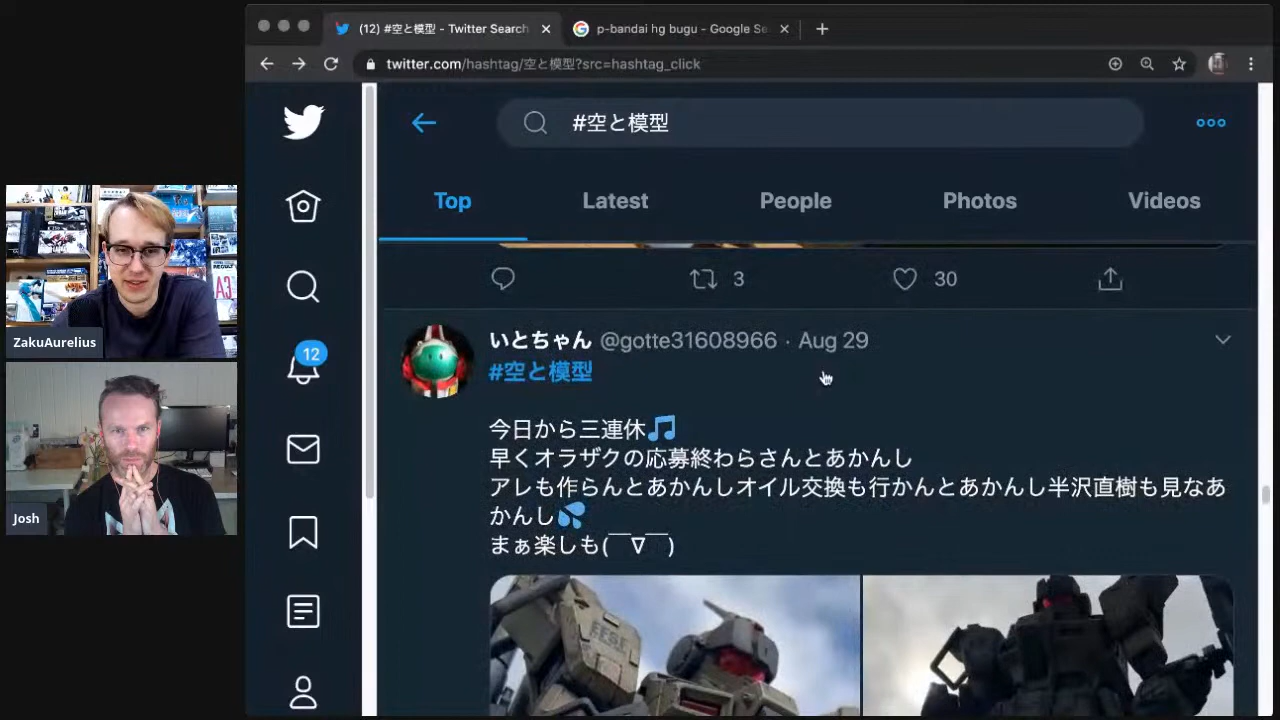 (12) #空と模型 - Twitter Search
p-bandai hg bugu - Google Se
twitter.com/hashtag/空と模型?src=hashtag_click
#空と模型
Top
Latest
People
Photos
Videos
3
30
いとちゃん @gotte31608966 · Aug 29
#空と模型
12
今日から三連休🎵
早くオラザクの応募終わらさんとあかんし
アレも作らんとあかんしオイル交換も行かんとあかんし半沢直樹も見なあ
かんし💦
まぁ楽しも(￣∇￣)
ZakuAurelius
Josh
A3